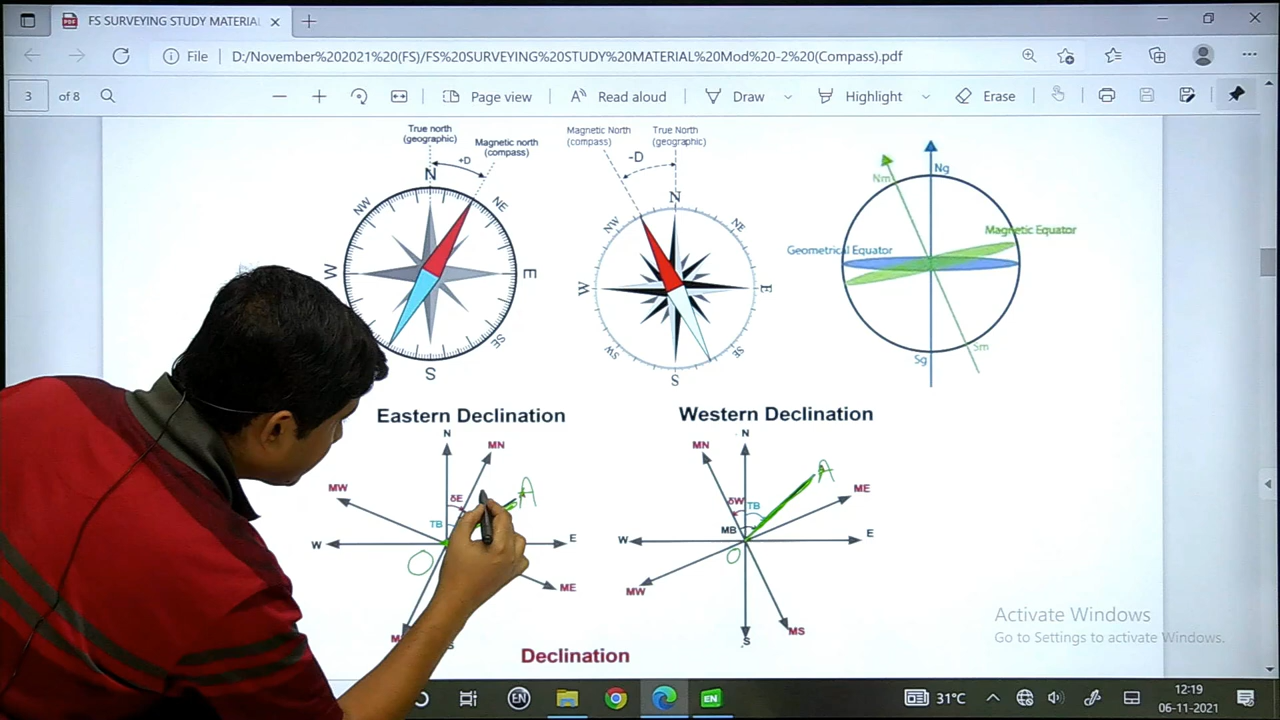 FS SURVEYING STUDY MATERIAL
File D:/November%202021%20(FS)/FS%20SURVEYING%20STUDY%20MATERIAL%20Mod%20-2%20(Compass).pdf
3 of 8 Page view Read aloud Draw Highlight Erase
True north
(geographic)
Magnetic north
(compass)
+D
N
NW
NE
W
E
SE
S
Magnetic North
(compass)
True North
(geographic)
-D
N
NW
NE
W
E
SW
SE
S
Nm
Ng
Magnetic Equator
Geometrical Equator
Sg
Sm
Eastern Declination
Western Declination
N
MN
MW
δE
A
TB
W
E
O
ME
S
N
MN
A
ME
δW
TB
MB
W
E
O
MW
MS
S
Declination
Activate Windows
Go to Settings to activate Windows.
EN
EN
31°C
12:19
06-11-2021